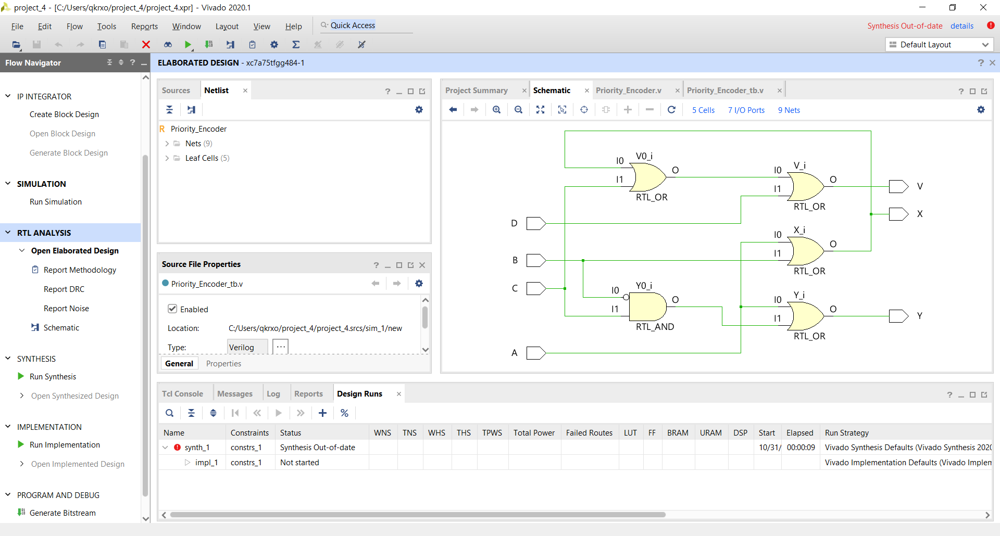 project_4 - [C:/Users/qkrxo/project_4/project_4.xpr] - Vivado 2020.1
File Edit Flow Tools Reports Window Layout View Help Quick Access
Synthesis Out-of-date details
Default Layout
Flow Navigator
IP INTEGRATOR
Create Block Design
Open Block Design
Generate Block Design
SIMULATION
Run Simulation
RTL ANALYSIS
Open Elaborated Design
Report Methodology
Report DRC
Report Noise
Schematic
SYNTHESIS
Run Synthesis
Open Synthesized Design
IMPLEMENTATION
Run Implementation
Open Implemented Design
PROGRAM AND DEBUG
Generate Bitstream
ELABORATED DESIGN - xc7a75tfgg484-1
Sources Netlist
Priority_Encoder
Nets (9)
Leaf Cells (5)
Source File Properties
Priority_Encoder_tb.v
Enabled
Location: C:/Users/qkrxo/project_4/project_4.srcs/sim_1/new
Type: Verilog ...
General Properties
Project Summary Schematic Priority_Encoder.v Priority_Encoder_tb.v
5 Cells 7 I/O Ports 9 Nets
V0_i
I0
I1
O
RTL_OR
V_i
I0
I1
O
RTL_OR
V
X
D
B
C
A
X_i
I0
I1
O
RTL_OR
Y0_i
I0
I1
O
RTL_AND
Y_i
I0
I1
O
RTL_OR
Y
Tcl Console Messages Log Reports Design Runs
Name Constraints Status WNS TNS WHS THS TPWS Total Power Failed Routes LUT FF BRAM URAM DSP Start Elapsed Run Strategy
synth_1 constrs_1 Synthesis Out-of-date 10/31/ 00:00:09 Vivado Synthesis Defaults (Vivado Synthesis 2020
impl_1 constrs_1 Not started Vivado Implementation Defaults (Vivado Implem